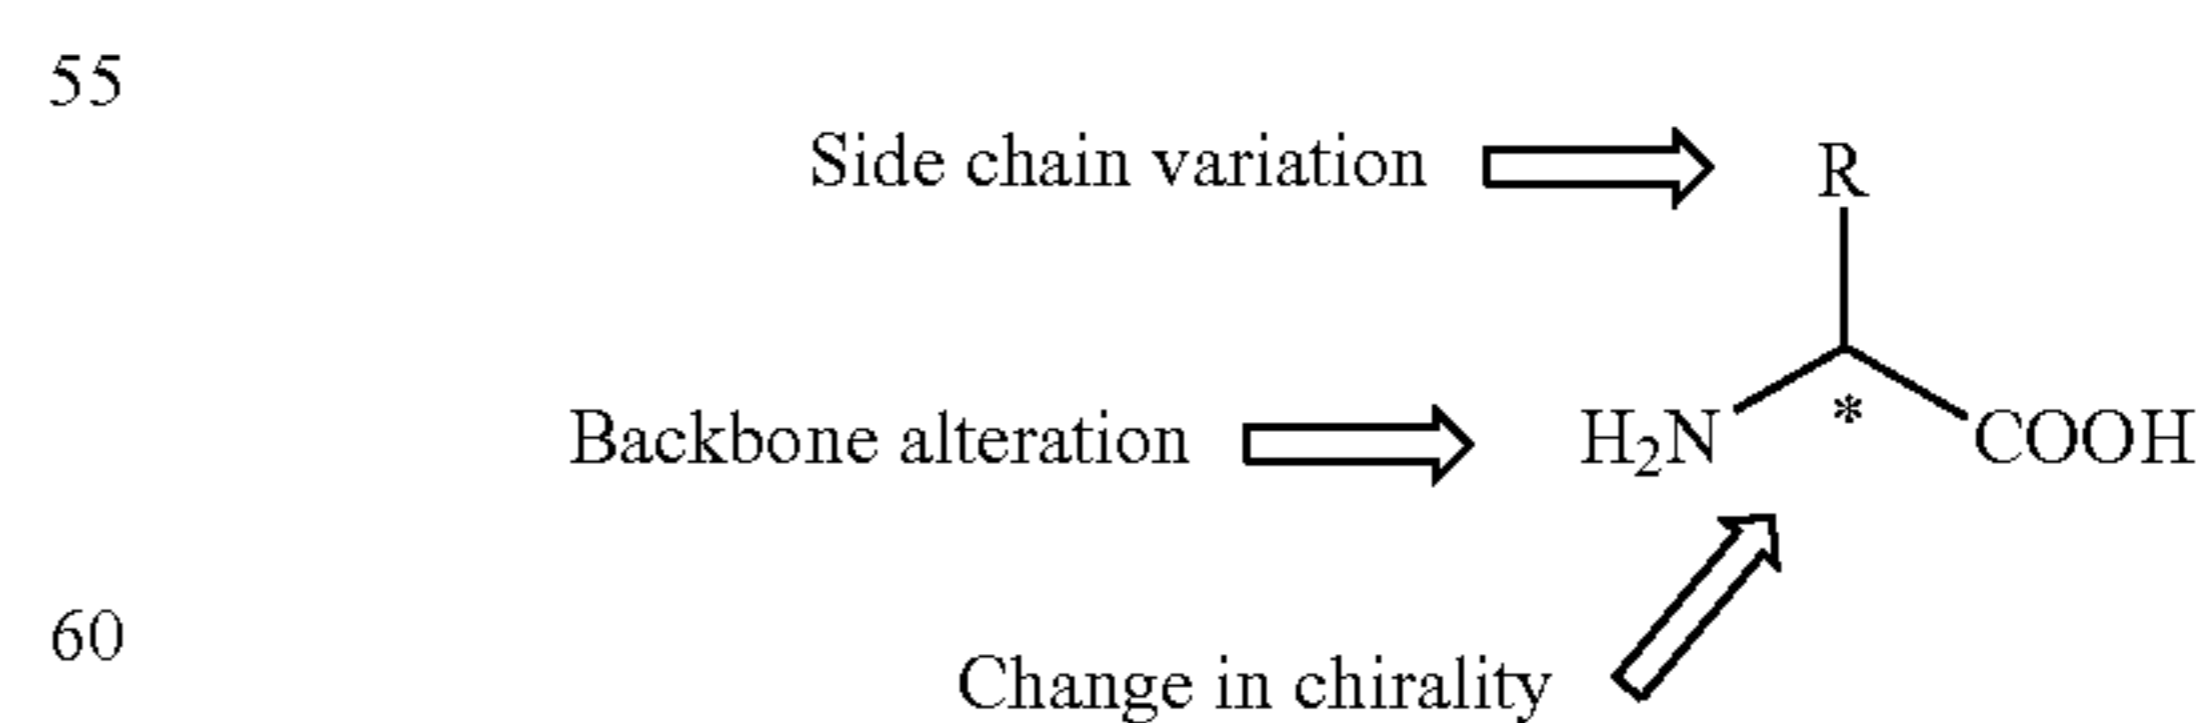 55
Side chain variation R
Backbone alteration H₂N * COOH
60
Change in chirality